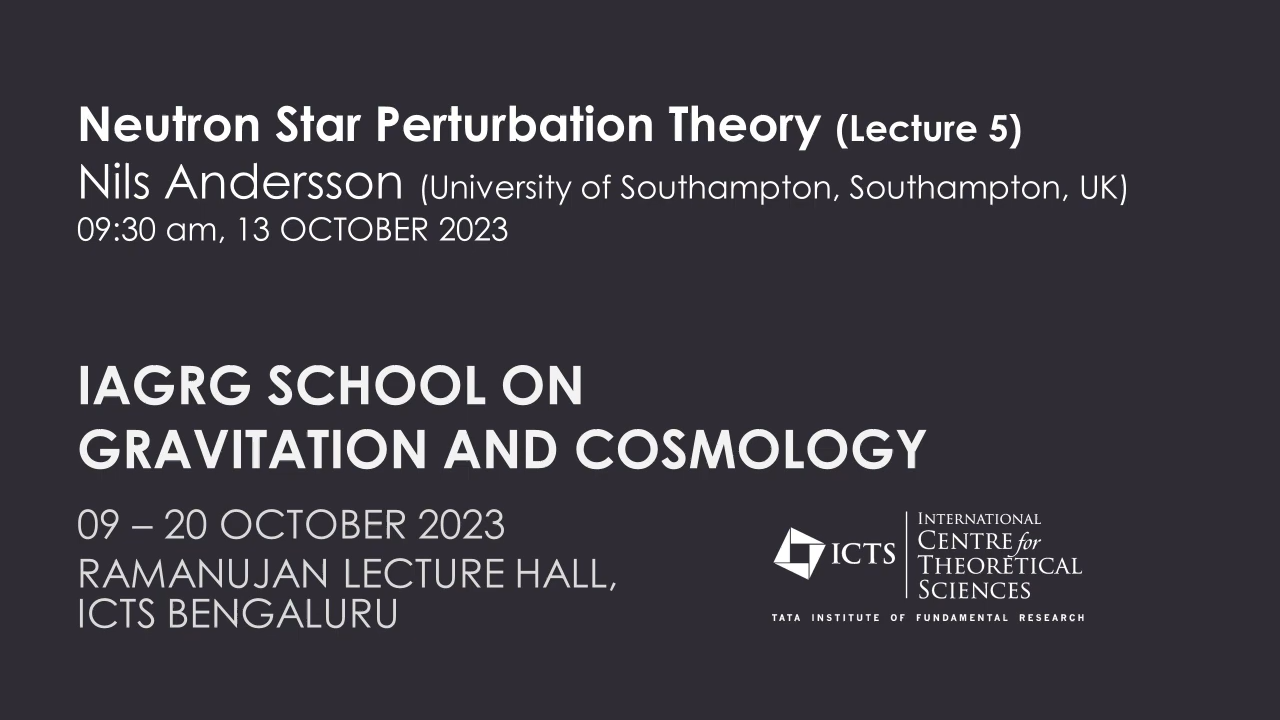 Neutron Star Perturbation Theory (Lecture 5)
Nils Andersson (University of Southampton, Southampton, UK)
09:30 am, 13 OCTOBER 2023
IAGRG SCHOOL ON
GRAVITATION AND COSMOLOGY
09 – 20 OCTOBER 2023
RAMANUJAN LECTURE HALL,
ICTS BENGALURU
ICTS
INTERNATIONAL
CENTRE for
THEORETICAL
SCIENCES
TATA INSTITUTE OF FUNDAMENTAL RESEARCH